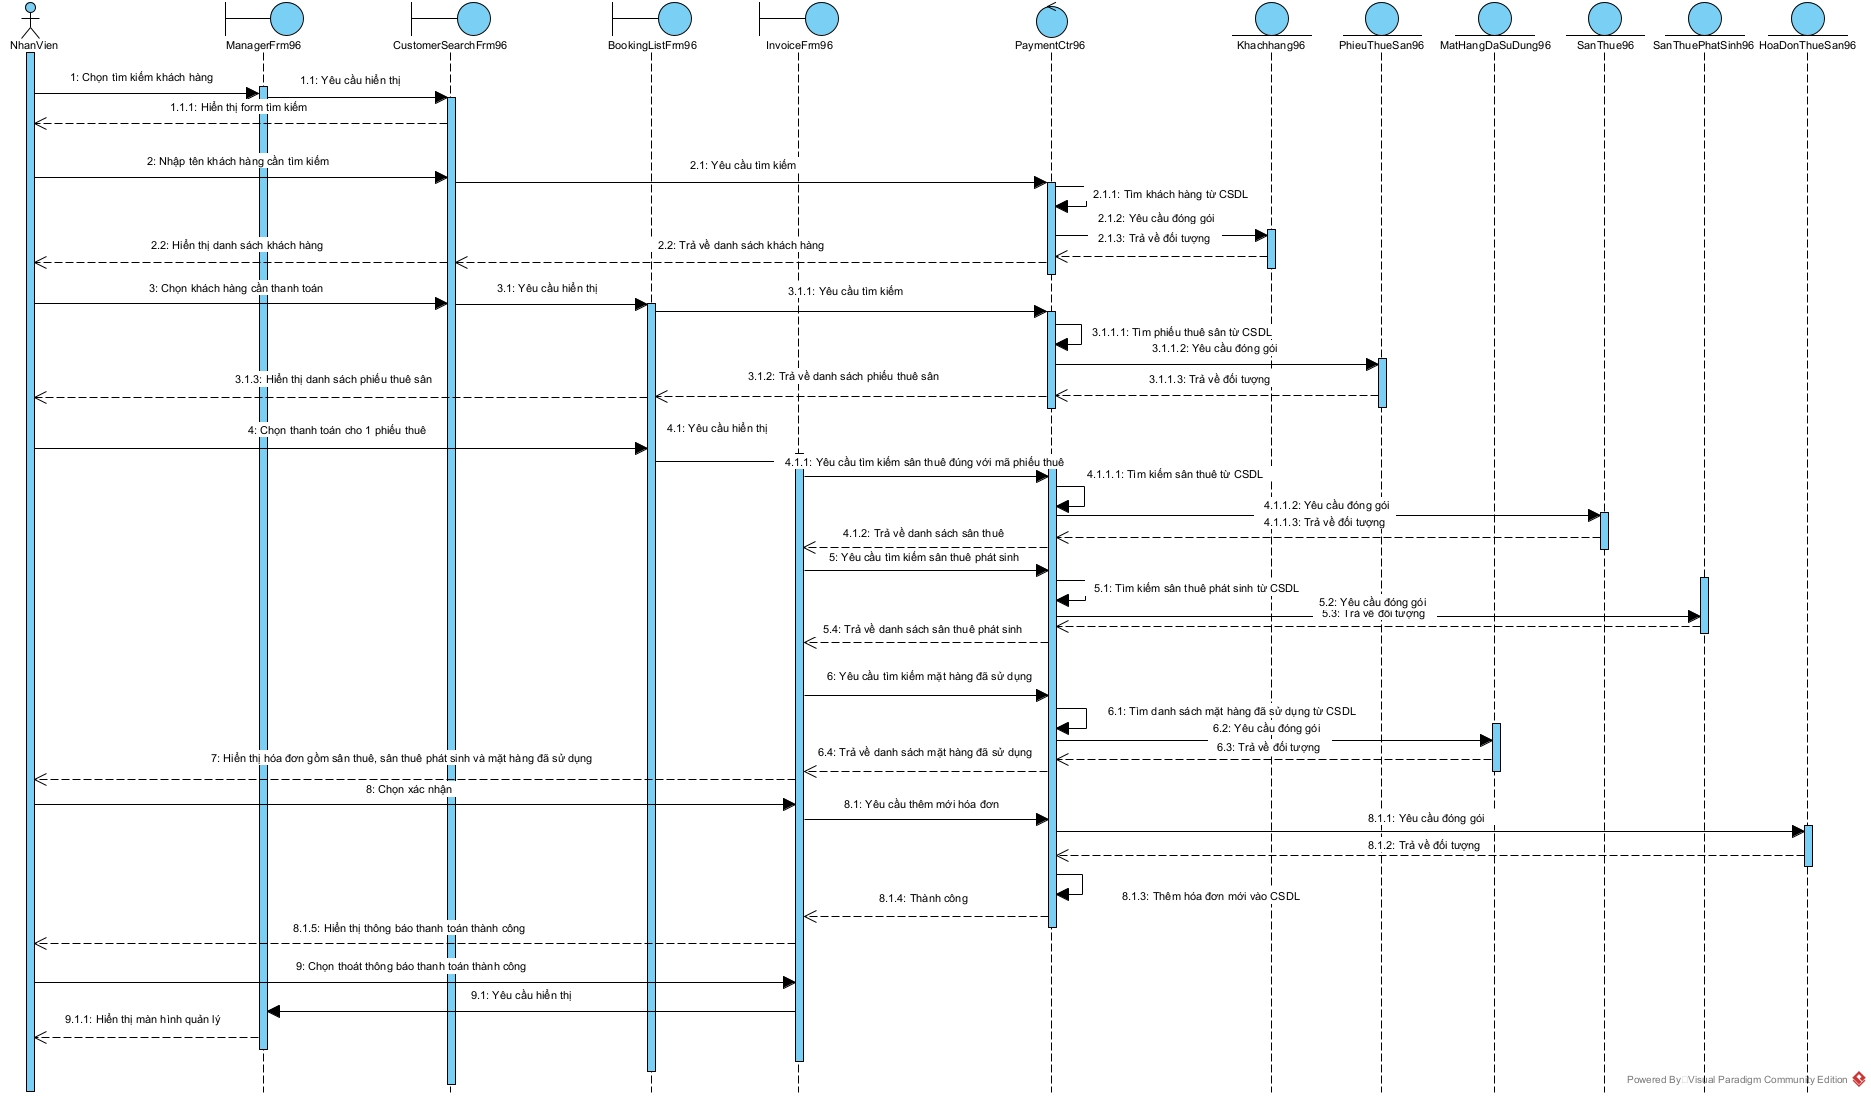 NhanVien
ManagerFrm96
CustomerSearchFrm96
BookingListFrm96
InvoiceFrm96
PaymentCtr96
Khachhang96
PhieuThueSan96
MatHangDaSuDung96
SanThue96
SanThuePhatSinh96
HoaDonThueSan96
1: Chọn tìm kiếm khách hàng
1.1: Yêu cầu hiển thị
1.1.1: Hiển thị form tìm kiếm
2: Nhập tên khách hàng cần tìm kiếm
2.1: Yêu cầu tìm kiếm
2.1.1: Tìm khách hàng từ CSDL
2.1.2: Yêu cầu đóng gói
2.1.3: Trả về đối tượng
2.2: Hiển thị danh sách khách hàng
2.2: Trả về danh sách khách hàng
3: Chọn khách hàng cần thanh toán
3.1: Yêu cầu hiển thị
3.1.1: Yêu cầu tìm kiếm
3.1.1.1: Tìm phiếu thuê sân từ CSDL
3.1.1.2: Yêu cầu đóng gói
3.1.1.3: Trả về đối tượng
3.1.3: Hiển thị danh sách phiếu thuê sân
3.1.2: Trả về danh sách phiếu thuê sân
4: Chọn thanh toán cho 1 phiếu thuê
4.1: Yêu cầu hiển thị
4.1.1: Yêu cầu tìm kiếm sân thuê đúng với mã phiếu thuê
4.1.1.1: Tìm kiếm sân thuê từ CSDL
4.1.1.2: Yêu cầu đóng gói
4.1.1.3: Trả về đối tượng
4.1.2: Trả về danh sách sân thuê
5: Yêu cầu tìm kiếm sân thuê phát sinh
5.1: Tìm kiếm sân thuê phát sinh từ CSDL
5.2: Yêu cầu đóng gói
5.3: Trả về đối tượng
5.4: Trả về danh sách sân thuê phát sinh
6: Yêu cầu tìm kiếm mặt hàng đã sử dụng
6.1: Tìm danh sách mặt hàng đã sử dụng từ CSDL
6.2: Yêu cầu đóng gói
6.3: Trả về đối tượng
6.4: Trả về danh sách mặt hàng đã sử dụng
7: Hiển thị hóa đơn gồm sân thuê, sân thuê phát sinh và mặt hàng đã sử dụng
8: Chọn xác nhận
8.1: Yêu cầu thêm mới hóa đơn
8.1.1: Yêu cầu đóng gói
8.1.2: Trả về đối tượng
8.1.3: Thêm hóa đơn mới vào CSDL
8.1.4: Thành công
8.1.5: Hiển thị thông báo thanh toán thành công
9: Chọn thoát thông báo thanh toán thành công
9.1: Yêu cầu hiển thị
9.1.1: Hiển thị màn hình quản lý
Powered By Visual Paradigm Community Edition